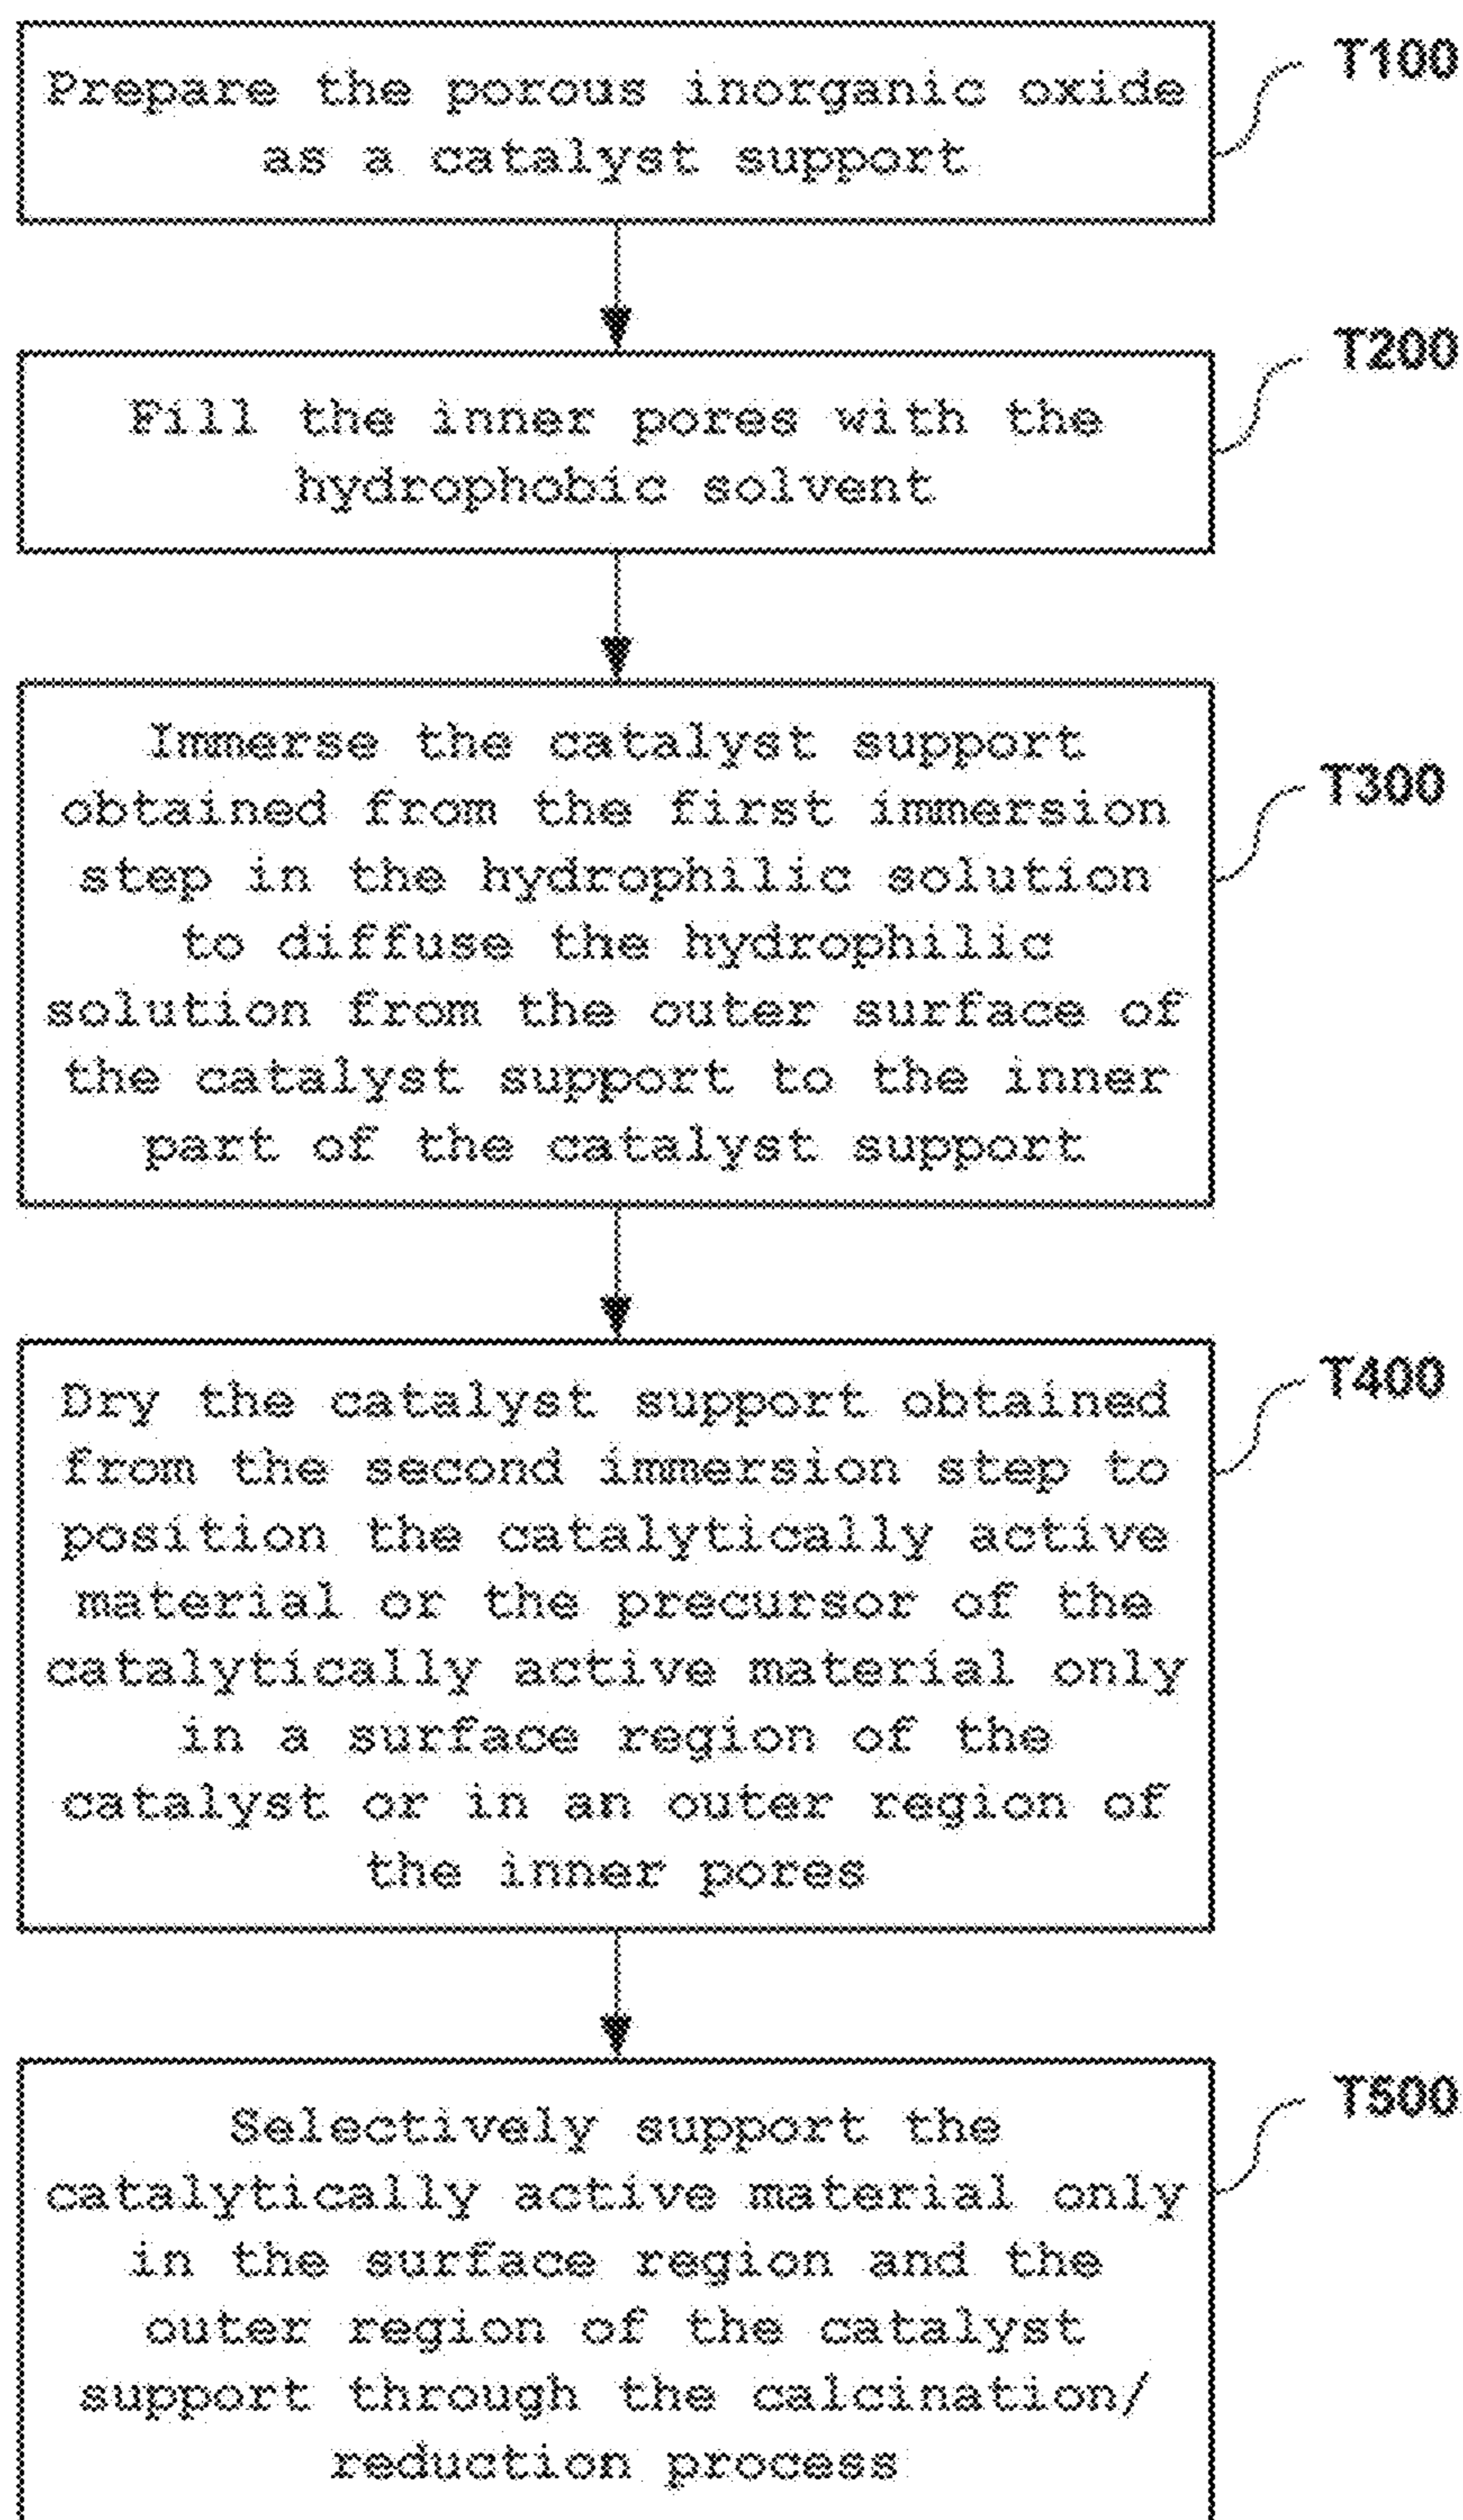 Prepare the porous inorganic oxide
as a catalyst support
T100
Fill the inner pores with the
hydrophobic solvent
T200
Immerse the catalyst support
obtained from the first immersion
step in the hydrophilic solution
to diffuse the hydrophilic
solution from the outer surface of
the catalyst support to the inner
part of the catalyst support
T300
Dry the catalyst support obtained
from the second immersion step to
position the catalytically active
material or the precursor of the
catalytically active material only
in a surface region of the
catalyst or in an outer region of
the inner pores
T400
Selectively support the
catalytically active material only
in the surface region and the
outer region of the catalyst
support through the calcination/
reduction process
T500